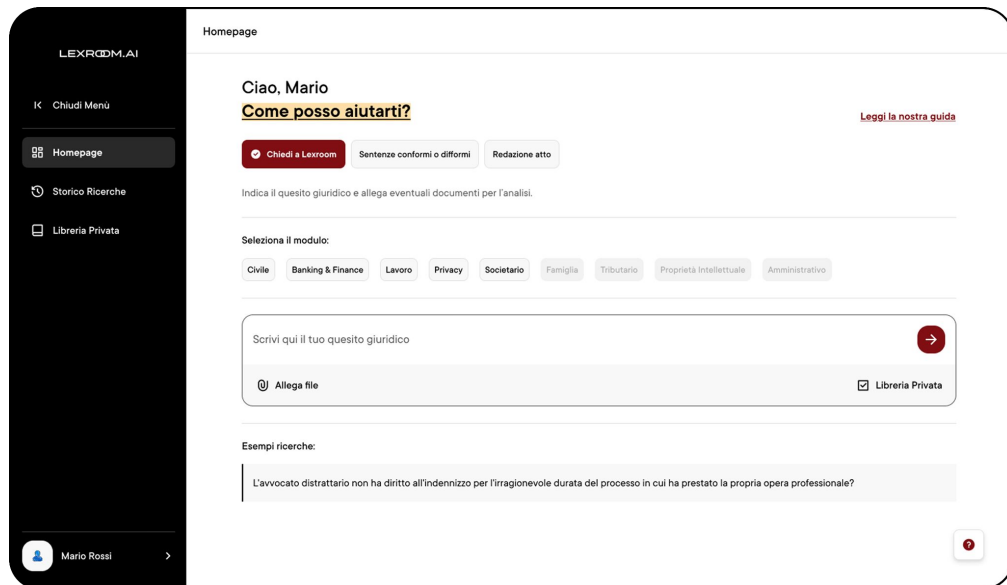 LEXROOM.AI
Chiudi Menù
Homepage
Storico Ricerche
Libreria Privata
Mario Rossi
Homepage
Ciao, Mario
Come posso aiutarti?
Leggi la nostra guida
Chiedi a Lexroom
Sentenze conformi o difformi
Redazione atto
Indica il quesito giuridico e allega eventuali documenti per l'analisi.
Seleziona il modulo:
Civile
Banking & Finance
Lavoro
Privacy
Societario
Famiglia
Tributario
Proprietà Intellettuale
Amministrativo
Scrivi qui il tuo quesito giuridico
Allega file
Libreria Privata
Esempi ricerche:
L'avvocato distrattario non ha diritto all'indennizzo per l'irragionevole durata del processo in cui ha prestato la propria opera professionale?
?